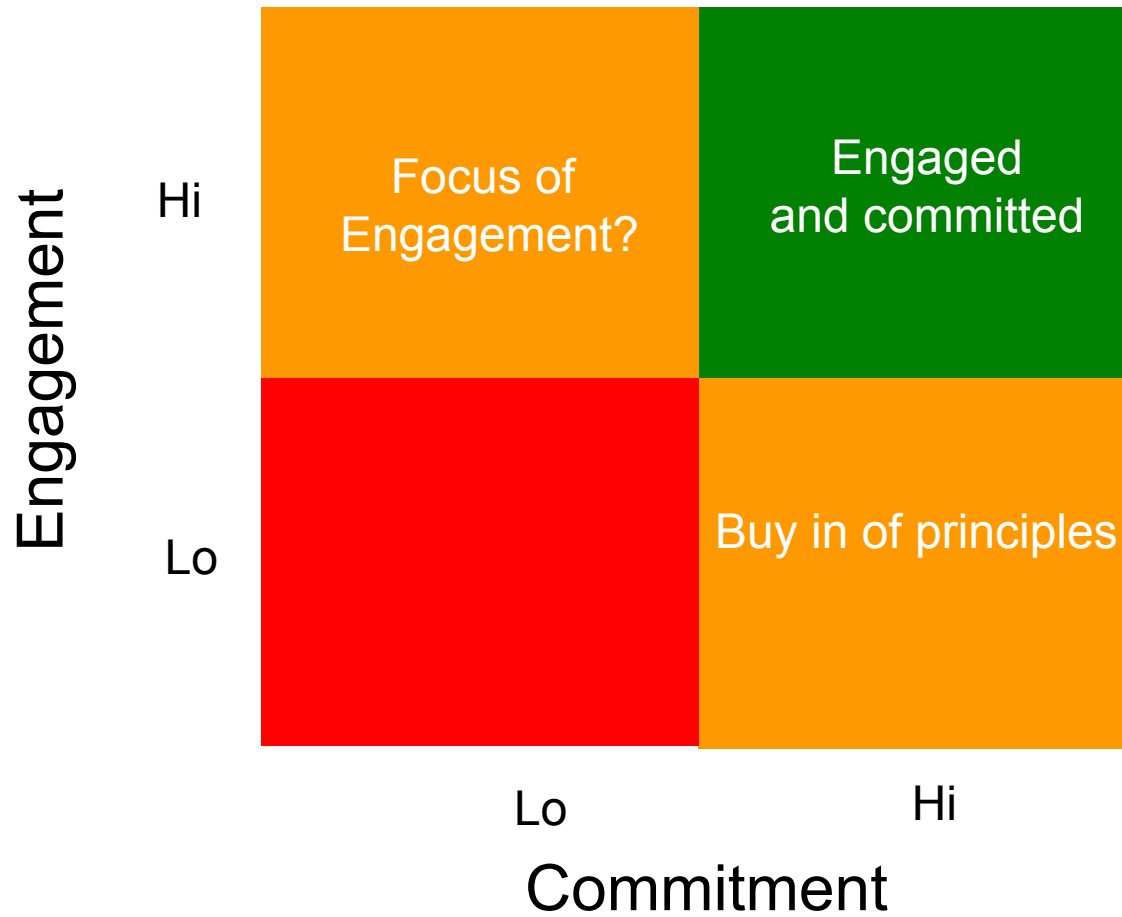 Engagement
Hi
Focus of
Engagement?
Engaged
and committed
Lo
Buy in of principles
Lo
Hi
Commitment